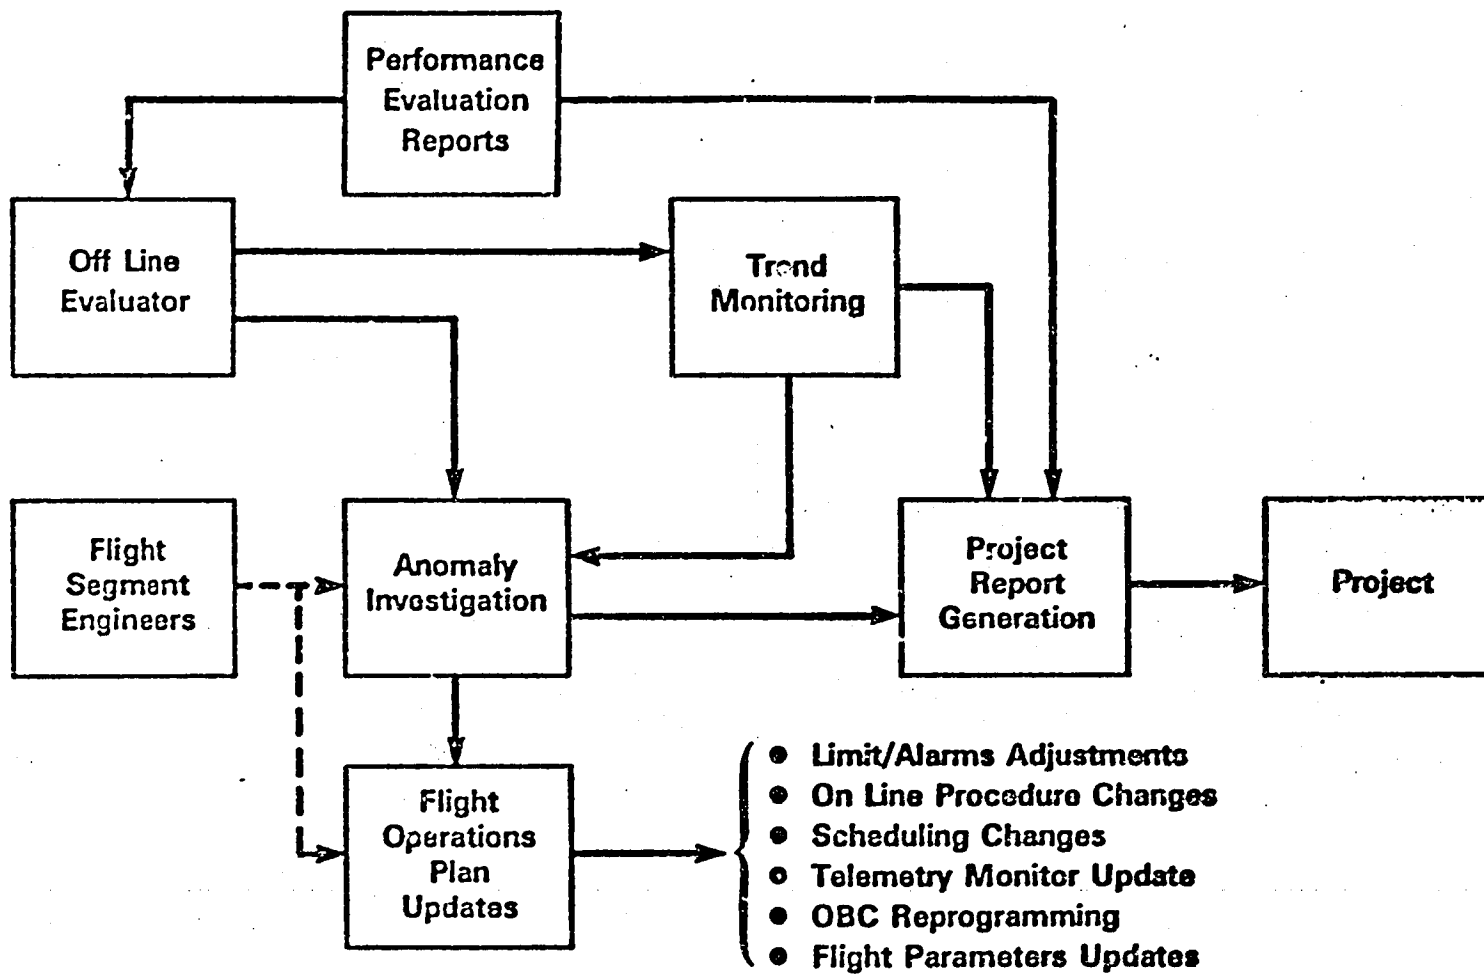 Performance
Evaluation
Reports
Off Line
Evaluator
Trend
Monitoring
Flight
Segment
Engineers
Anomaly
Investigation
Project
Report
Generation
Project
Flight
Operations
Plan
Updates
● Limit/Alarms Adjustments
● On Line Procedure Changes
● Scheduling Changes
● Telemetry Monitor Update
● OBC Reprogramming
● Flight Parameters Updates